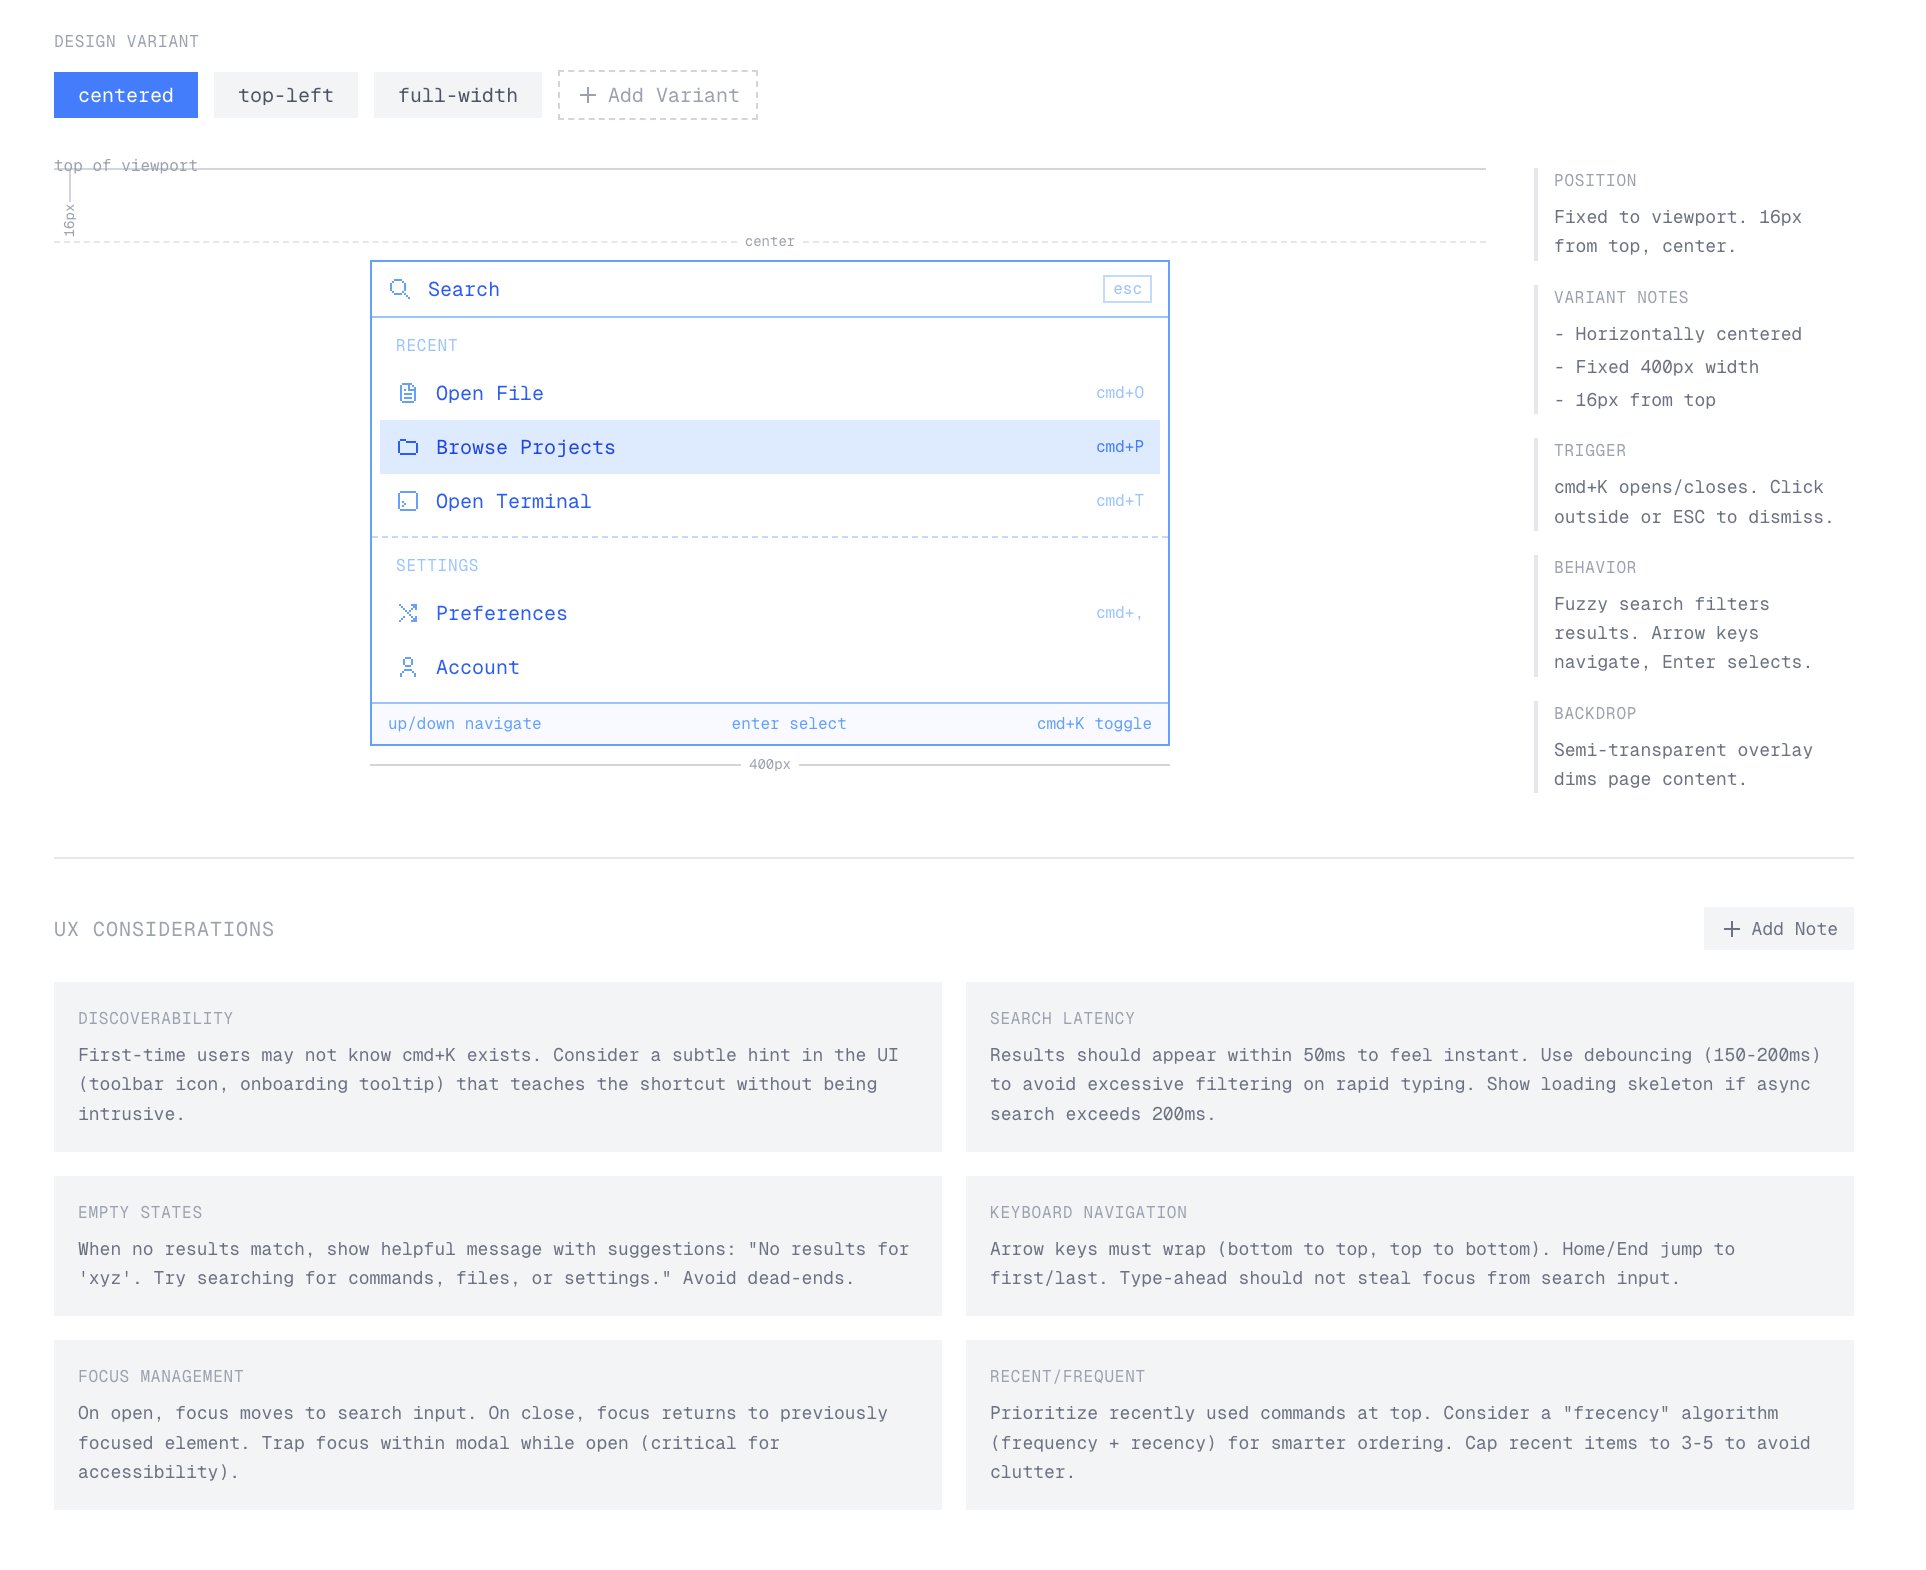 DESIGN VARIANT
centered
top-left
full-width
+ Add Variant
top of viewport
16px
center
Search
esc
RECENT
Open File
cmd+O
Browse Projects
cmd+P
Open Terminal
cmd+T
SETTINGS
Preferences
cmd+,
Account
up/down navigate
enter select
cmd+K toggle
400px
POSITION
Fixed to viewport. 16px
from top, center.
VARIANT NOTES
- Horizontally centered
- Fixed 400px width
- 16px from top
TRIGGER
cmd+K opens/closes. Click
outside or ESC to dismiss.
BEHAVIOR
Fuzzy search filters
results. Arrow keys
navigate, Enter selects.
BACKDROP
Semi-transparent overlay
dims page content.
UX CONSIDERATIONS
+ Add Note
DISCOVERABILITY
First-time users may not know cmd+K exists. Consider a subtle hint in the UI
(toolbar icon, onboarding tooltip) that teaches the shortcut without being
intrusive.
SEARCH LATENCY
Results should appear within 50ms to feel instant. Use debouncing (150-200ms)
to avoid excessive filtering on rapid typing. Show loading skeleton if async
search exceeds 200ms.
EMPTY STATES
When no results match, show helpful message with suggestions: "No results for
'xyz'. Try searching for commands, files, or settings." Avoid dead-ends.
KEYBOARD NAVIGATION
Arrow keys must wrap (bottom to top, top to bottom). Home/End jump to
first/last. Type-ahead should not steal focus from search input.
FOCUS MANAGEMENT
On open, focus moves to search input. On close, focus returns to previously
focused element. Trap focus within modal while open (critical for
accessibility).
RECENT/FREQUENT
Prioritize recently used commands at top. Consider a "frecency" algorithm
(frequency + recency) for smarter ordering. Cap recent items to 3-5 to avoid
clutter.